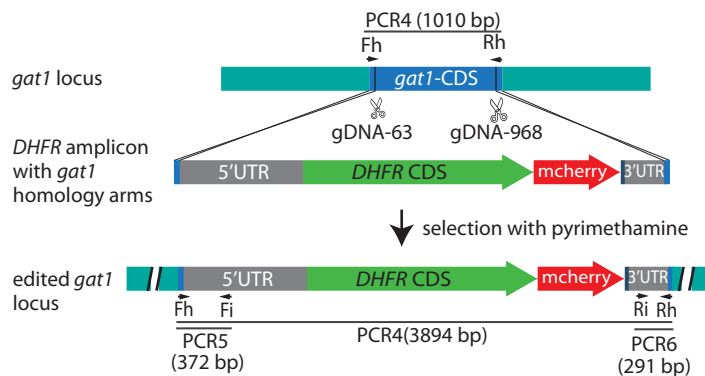 PCR4 (1010 bp)
Fh Rh
gat1 locus
gat1-CDS
gDNA-63 gDNA-968
DHFR amplicon
with gat1
homology arms
5'UTR DHFR CDS mcherry 3'UTR
selection with pyrimethamine
edited gat1
locus
5'UTR DHFR CDS mcherry 3'UTR
Fh Fi Ri Rh
PCR5
(372 bp)
PCR4(3894 bp)
PCR6
(291 bp)